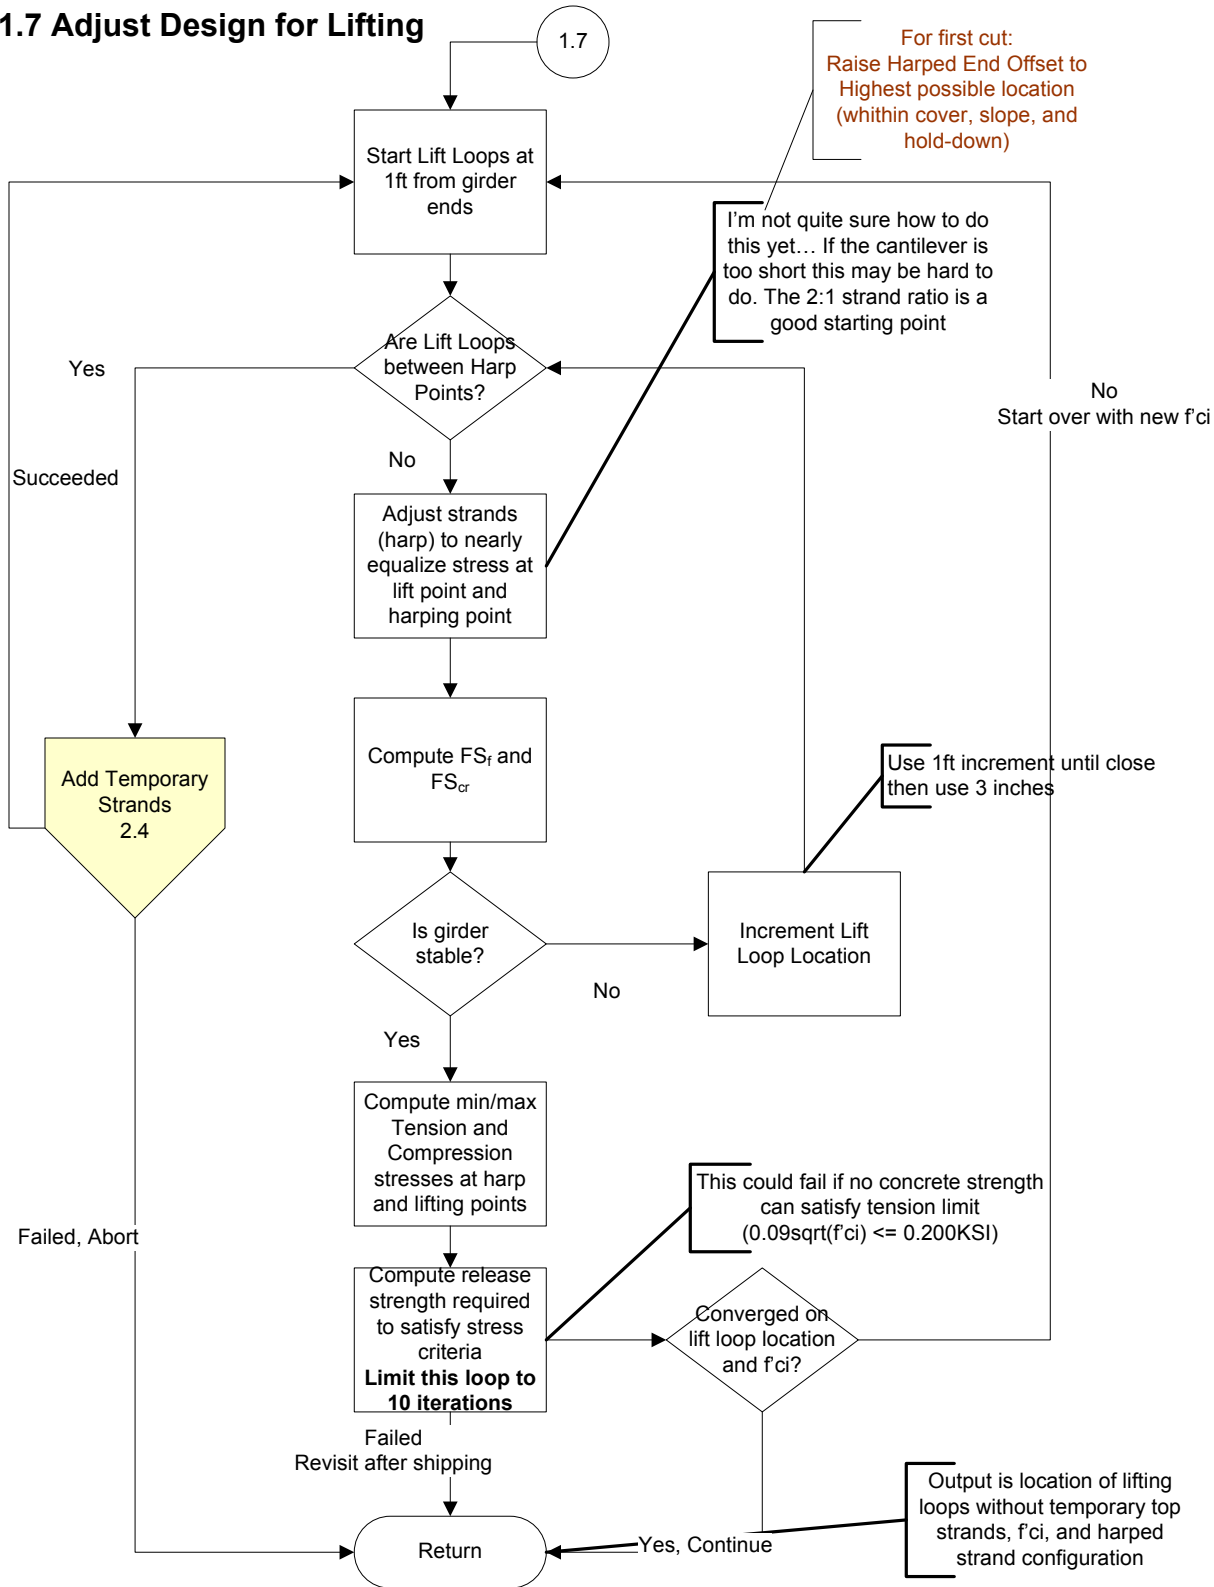 1.7 Adjust Design for Lifting
1.7
For first cut:
Raise Harped End Offset to
Highest possible location
(whithin cover, slope, and
hold-down)
Start Lift Loops at
1ft from girder
ends
I'm not quite sure how to do
this yet… If the cantilever is
too short this may be hard to
do. The 2:1 strand ratio is a
good starting point
Are Lift Loops
between Harp
Points?
Yes
No
Start over with new f'ci
No
Succeeded
Adjust strands
(harp) to nearly
equalize stress at
lift point and
harping point
Compute FSf and
FScr
Use 1ft increment until close
then use 3 inches
Add Temporary
Strands
2.4
Is girder
stable?
Increment Lift
Loop Location
No
Yes
Compute min/max
Tension and
Compression
stresses at harp
and lifting points
This could fail if no concrete strength
can satisfy tension limit
(0.09sqrt(f'ci) <= 0.200KSI)
Failed, Abort
Compute release
strength required
to satisfy stress
criteria
Limit this loop to
10 iterations
Converged on
lift loop location
and f'ci?
Failed
Revisit after shipping
Output is location of lifting
loops without temporary top
strands, f'ci, and harped
strand configuration
Return
Yes, Continue